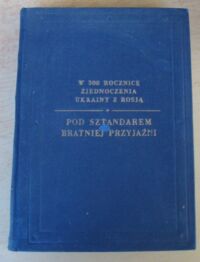 W 300 ROCZNICĘ
ZJEDNOCZENIA
UKRAINY Z ROSJĄ
POD SZTANDAREM
BRATNIEJ PRZYJAŹNI